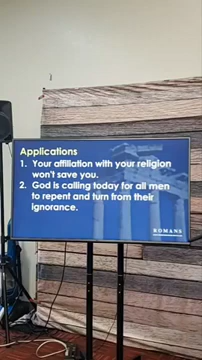 Applications
1. Your affiliation with your religion
won't save you.
2. God is calling today for all men
to repent and turn from their
ignorance.
ROMANS